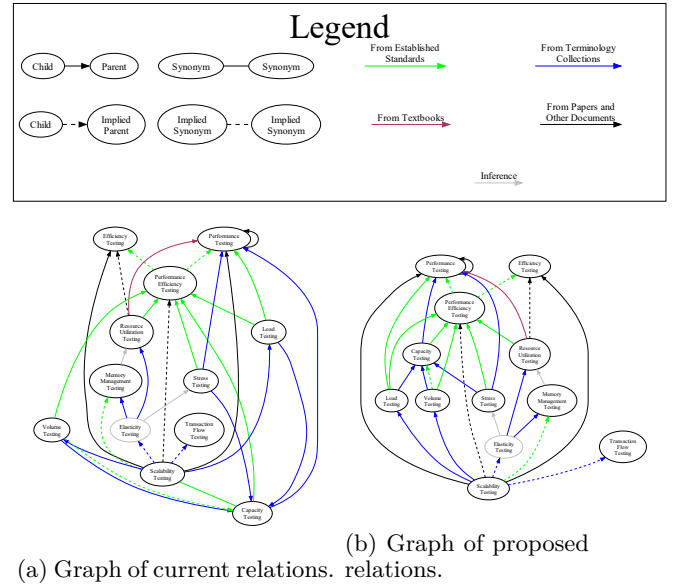 Legend
Child
Parent
Synonym
Synonym
From Established
Standards
From Terminology
Collections
Child
Implied
Parent
Implied
Synonym
Implied
Synonym
From Textbooks
From Papers and
Other Documents
Inference
Efficiency
Testing
Performance
Testing
Performance
Efficiency
Testing
Resource
Utilization
Testing
Load
Testing
Memory
Management
Testing
Stress
Testing
Volume
Testing
Elasticity
Testing
Transaction
Flow
Testing
Scalability
Testing
Capacity
Testing
(a) Graph of current relations.
Performance
Testing
Efficiency
Testing
Performance
Efficiency
Testing
Capacity
Testing
Resource
Utilization
Testing
Load
Testing
Volume
Testing
Stress
Testing
Memory
Management
Testing
Elasticity
Testing
Transaction
Flow
Testing
Scalability
Testing
(b) Graph of proposed
relations.